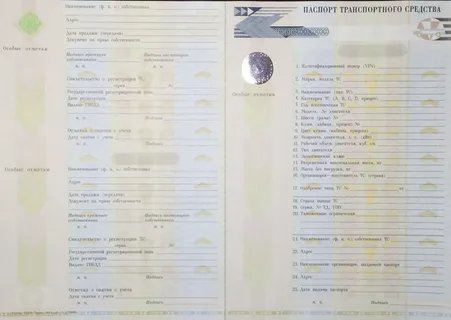 Наименование (ф. и. о.) собственника
Адрес
Дата продажи (передачи)
Документ на право собственности
Особые отметки
Подпись прежнего собственника
Подпись настоящего собственника
М. П.
М. П.
Свидетельство о регистрации ТС
серия
№
Государственный регистрационный знак
Дата регистрации
Выдано ГИБДД
М. П.
Подпись
Отметка о снятии с учета
Дата снятия с учета
М. П.
Подпись
Особые отметки
Наименование (ф. и. о.) собственника
Адрес
Дата продажи (передачи)
Документ на право собственности
Подпись прежнего собственника
Подпись настоящего собственника
М. П.
М. П.
Свидетельство о регистрации ТС
серия
№
Государственный регистрационный знак
Дата регистрации
Выдано ГИБДД
М. П.
Подпись
Отметка о снятии с учета
Дата снятия с учета
М. П.
Подпись
ПАСПОРТ ТРАНСПОРТНОГО СРЕДСТВА
Особые отметки
1. Идентификационный номер (VIN)
2. Марка, модель ТС
3. Наименование (тип ТС)
4. Категория ТС (А, В, С, D, прицеп)
5. Год изготовления ТС
6. Модель, № двигателя
7. Шасси (рама) №
8. Кузов (кабина, прицеп) №
9. Цвет кузова (кабины, прицепа)
10. Мощность двигателя, л. с. (кВт)
11. Рабочий объем двигателя, куб. см
12. Тип двигателя
13. Экологический класс
14. Разрешенная максимальная масса, кг
15. Масса без нагрузки, кг
16. Организация-изготовитель ТС (страна)
17. Одобрение типа ТС №
от
18. Страна вывоза ТС
19. Серия, № ТД, ТПО
20. Таможенные ограничения
21. Наименование (ф. и. о.) собственника ТС
22. Адрес
23. Наименование организации, выдавшей паспорт
24. Адрес
25. Дата выдачи паспорта
М. П.
Подпись